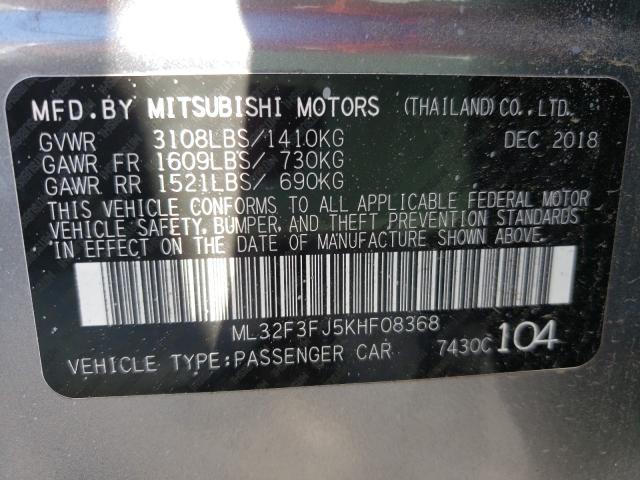 MFD.BY MITSUBISHI MOTORS (THAILAND)CO.,LTD.
GVWR 3108LBS/1410KG DEC 2018
GAWR FR 1609LBS/ 730KG
GAWR RR 1521LBS/ 690KG
THIS VEHICLE CONFORMS TO ALL APPLICABLE FEDERAL MOTOR
VEHICLE SAFETY, BUMPER, AND THEFT PREVENTION STANDARDS
IN EFFECT ON THE DATE OF MANUFACTURE SHOWN ABOVE.
ML32F3FJ5KHF08368
VEHICLE TYPE:PASSENGER CAR 7430C 104